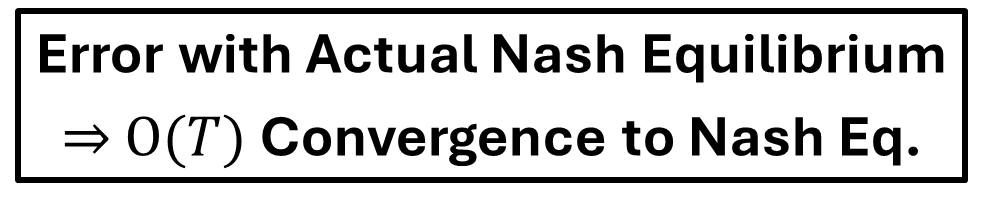 Error with Actual Nash Equilibrium
⇒ O(T) Convergence to Nash Eq.